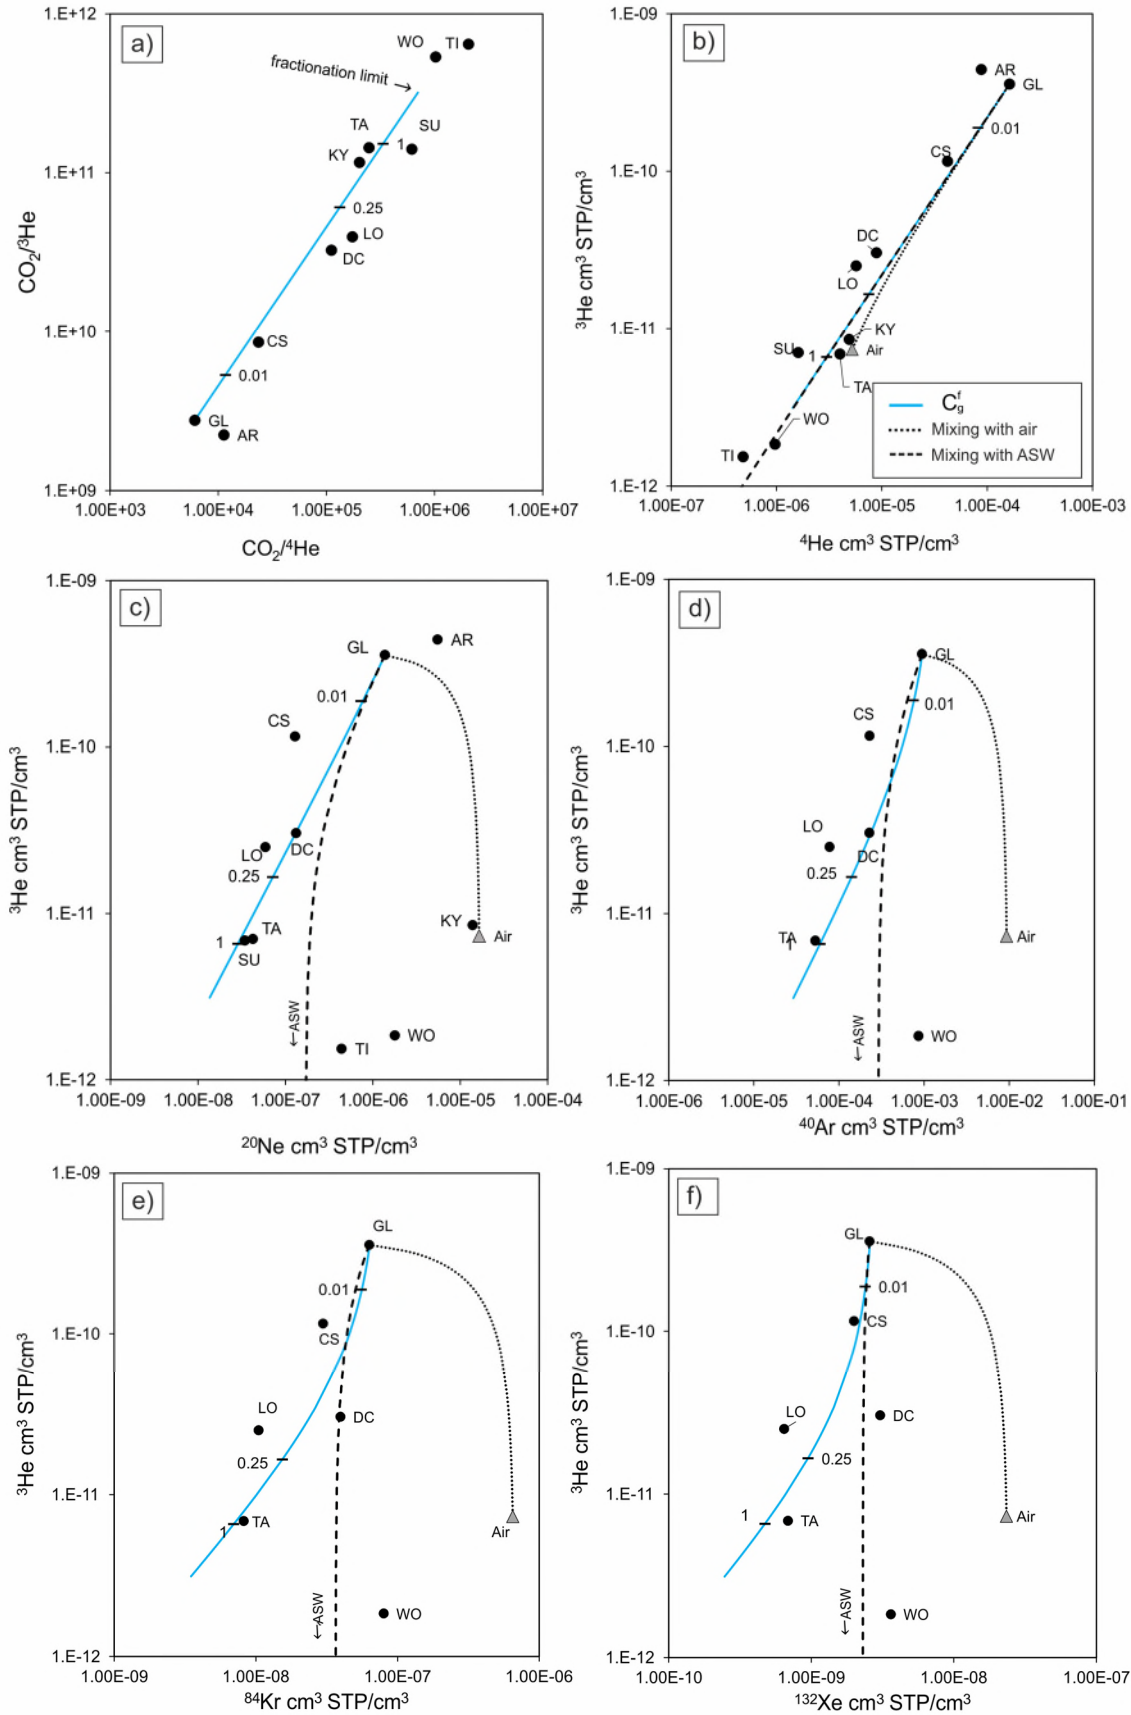 a)
1.E+12
1.E+11
1.E+10
1.E+09
CO2/3He
WO
TI
fractionation limit →
TA
SU
KY
1
0.25
LO
DC
CS
0.01
GL
AR
1.00E+03 1.00E+04 1.00E+05 1.00E+06 1.00E+07
CO2/4He
b)
1.E-09
1.E-10
1.E-11
1.E-12
3He cm3 STP/cm3
AR
GL
0.01
CS
DC
LO
KY
SU
1
Air
TA
WO
TI
Cgf
Mixing with air
Mixing with ASW
1.00E-07 1.00E-06 1.00E-05 1.00E-04 1.00E-03
4He cm3 STP/cm3
c)
1.E-09
1.E-10
1.E-11
1.E-12
3He cm3 STP/cm3
GL
AR
0.01
CS
LO
DC
0.25
KY
TA
1
SU
Air
←ASW
WO
TI
1.00E-09 1.00E-08 1.00E-07 1.00E-06 1.00E-05 1.00E-04
20Ne cm3 STP/cm3
d)
1.E-09
1.E-10
1.E-11
1.E-12
3He cm3 STP/cm3
GL
0.01
CS
LO
DC
0.25
TA
1
Air
←ASW
WO
1.00E-06 1.00E-05 1.00E-04 1.00E-03 1.00E-02 1.00E-01
40Ar cm3 STP/cm3
e)
1.E-09
1.E-10
1.E-11
1.E-12
3He cm3 STP/cm3
GL
0.01
CS
LO
DC
0.25
1
TA
Air
←ASW
WO
1.00E-09 1.00E-08 1.00E-07 1.00E-06
84Kr cm3 STP/cm3
f)
1.E-09
1.E-10
1.E-11
1.E-12
3He cm3 STP/cm3
GL
0.01
CS
LO
DC
0.25
1
TA
Air
←ASW
WO
1.00E-10 1.00E-09 1.00E-08 1.00E-07
132Xe cm3 STP/cm3